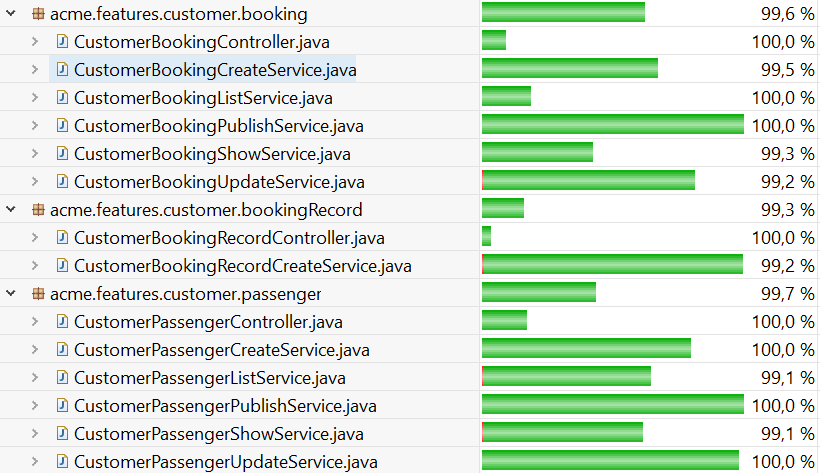 acme.features.customer.booking 99,6 %
CustomerBookingController.java 100,0 %
CustomerBookingCreateService.java 99,5 %
CustomerBookingListService.java 100,0 %
CustomerBookingPublishService.java 100,0 %
CustomerBookingShowService.java 99,3 %
CustomerBookingUpdateService.java 99,2 %
acme.features.customer.bookingRecord 99,3 %
CustomerBookingRecordController.java 100,0 %
CustomerBookingRecordCreateService.java 99,2 %
acme.features.customer.passenger 99,7 %
CustomerPassengerController.java 100,0 %
CustomerPassengerCreateService.java 100,0 %
CustomerPassengerListService.java 99,1 %
CustomerPassengerPublishService.java 100,0 %
CustomerPassengerShowService.java 99,1 %
CustomerPassengerUpdateService.java 100,0 %